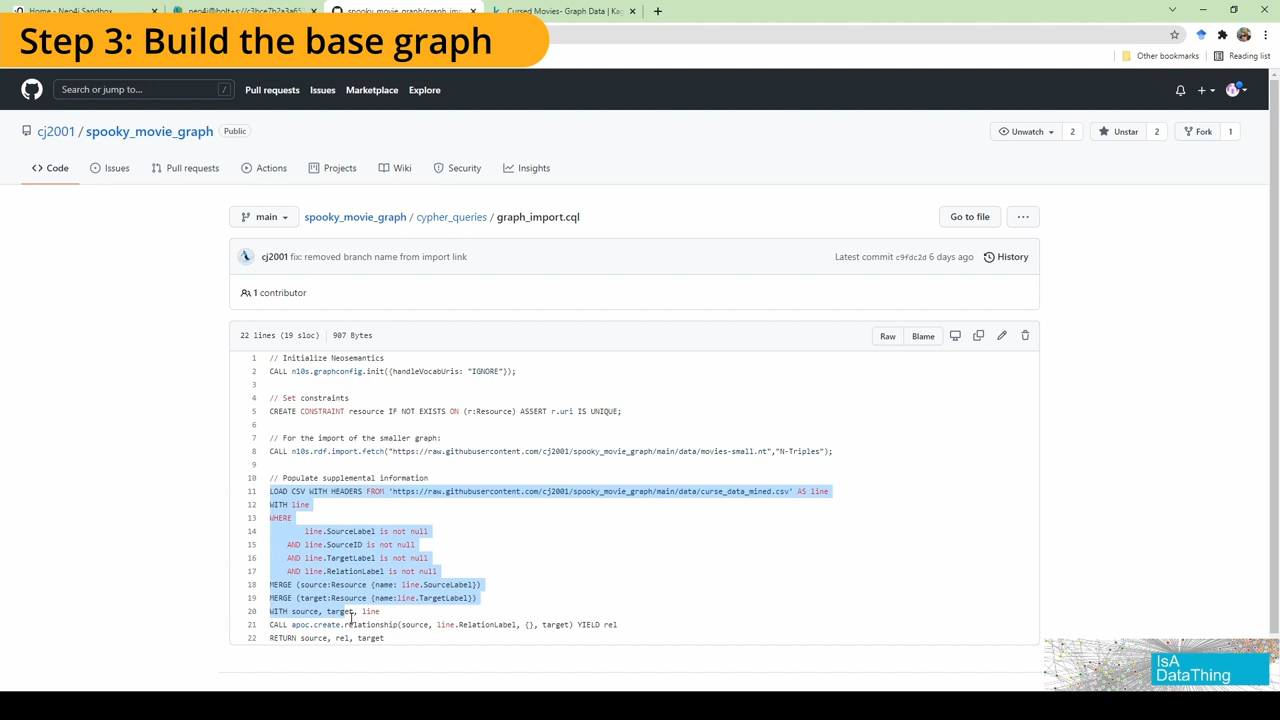 Home - Neo4j Sandbox
neo4j@bolt+s://c3bce7b2a3a653
spooky_movie_graph/graph_imp
Cursed Movies- Graph Data | Kag
Step 3: Build the base graph
Other bookmarks
Reading list
Search or jump to...
/
Pull requests
Issues
Marketplace
Explore
cj2001 / spooky_movie_graph
Public
Unwatch
2
Unstar
2
Fork
1
Code
Issues
Pull requests
Actions
Projects
Wiki
Security
Insights
main
spooky_movie_graph / cypher_queries / graph_import.cql
Go to file
...
cj2001 fix: removed branch name from import link
Latest commit c9fdc2d 6 days ago
History
1 contributor
22 lines (19 sloc) | 907 Bytes
Raw
Blame
1 // Initialize Neosemantics
2 CALL n10s.graphconfig.init({handleVocabUris: "IGNORE"});
3
4 // Set constraints
5 CREATE CONSTRAINT resource IF NOT EXISTS ON (r:Resource) ASSERT r.uri IS UNIQUE;
6
7 // For the import of the smaller graph:
8 CALL n10s.rdf.import.fetch("https://raw.githubusercontent.com/cj2001/spooky_movie_graph/main/data/movies-small.nt","N-Triples");
9
10 // Populate supplemental information
11 LOAD CSV WITH HEADERS FROM 'https://raw.githubusercontent.com/cj2001/spooky_movie_graph/main/data/curse_data_mined.csv' AS line
12 WITH line
13 WHERE
14 line.SourceLabel is not null
15 AND line.SourceID is not null
16 AND line.TargetLabel is not null
17 AND line.RelationLabel is not null
18 MERGE (source:Resource {name: line.SourceLabel})
19 MERGE (target:Resource {name:line.TargetLabel})
20 WITH source, target, line
21 CALL apoc.create.relationship(source, line.RelationLabel, {}, target) YIELD rel
22 RETURN source, rel, target
IsA
DataThing